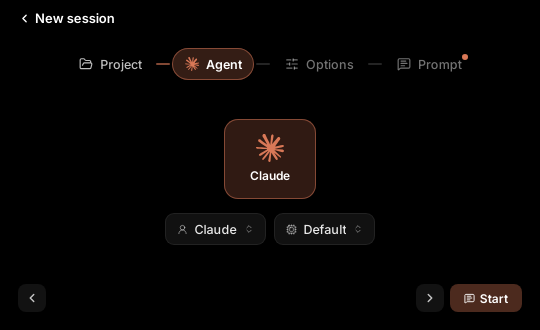 New session
Project
Agent
Options
Prompt
Claude
Claude
Default
Start